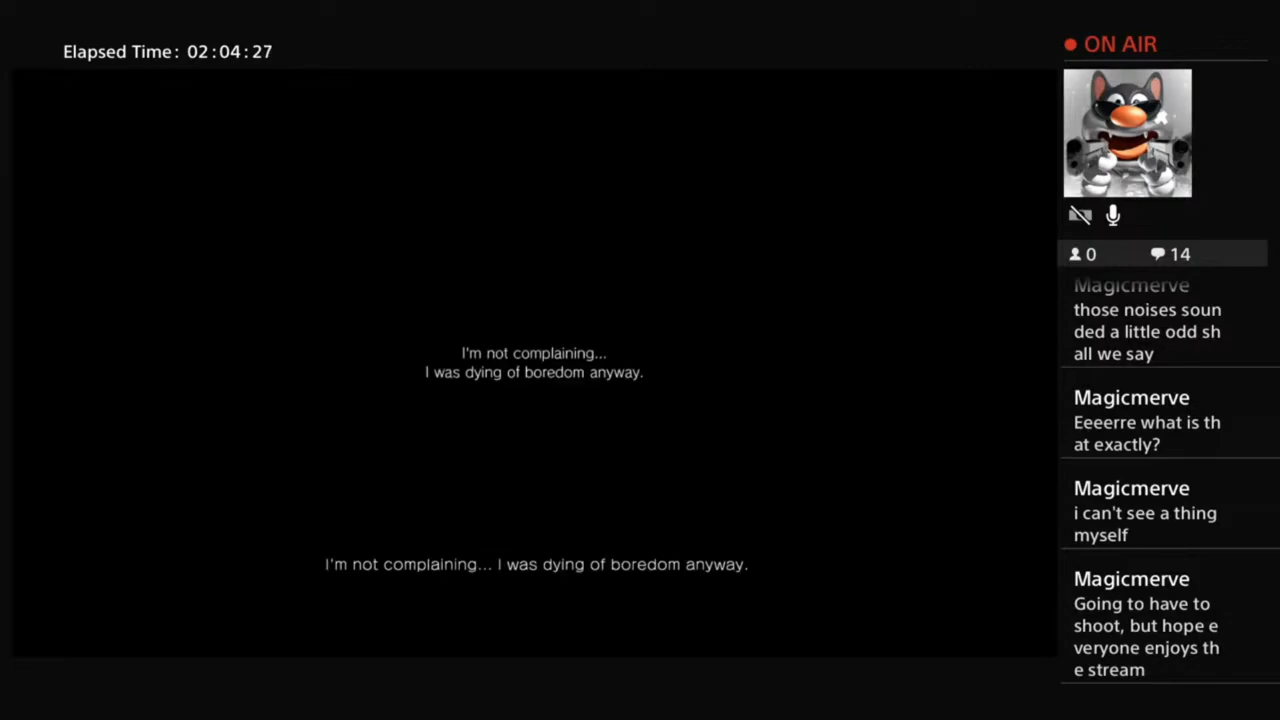 Elapsed Time: 02:04:27
ON AIR
0 14
I'm not complaining...
I was dying of boredom anyway.
I'm not complaining... I was dying of boredom anyway.
Magicmerve
those noises soun
ded a little odd sh
all we say
Magicmerve
Eeeerre what is th
at exactly?
Magicmerve
i can't see a thing
myself
Magicmerve
Going to have to
shoot, but hope e
veryone enjoys th
e stream